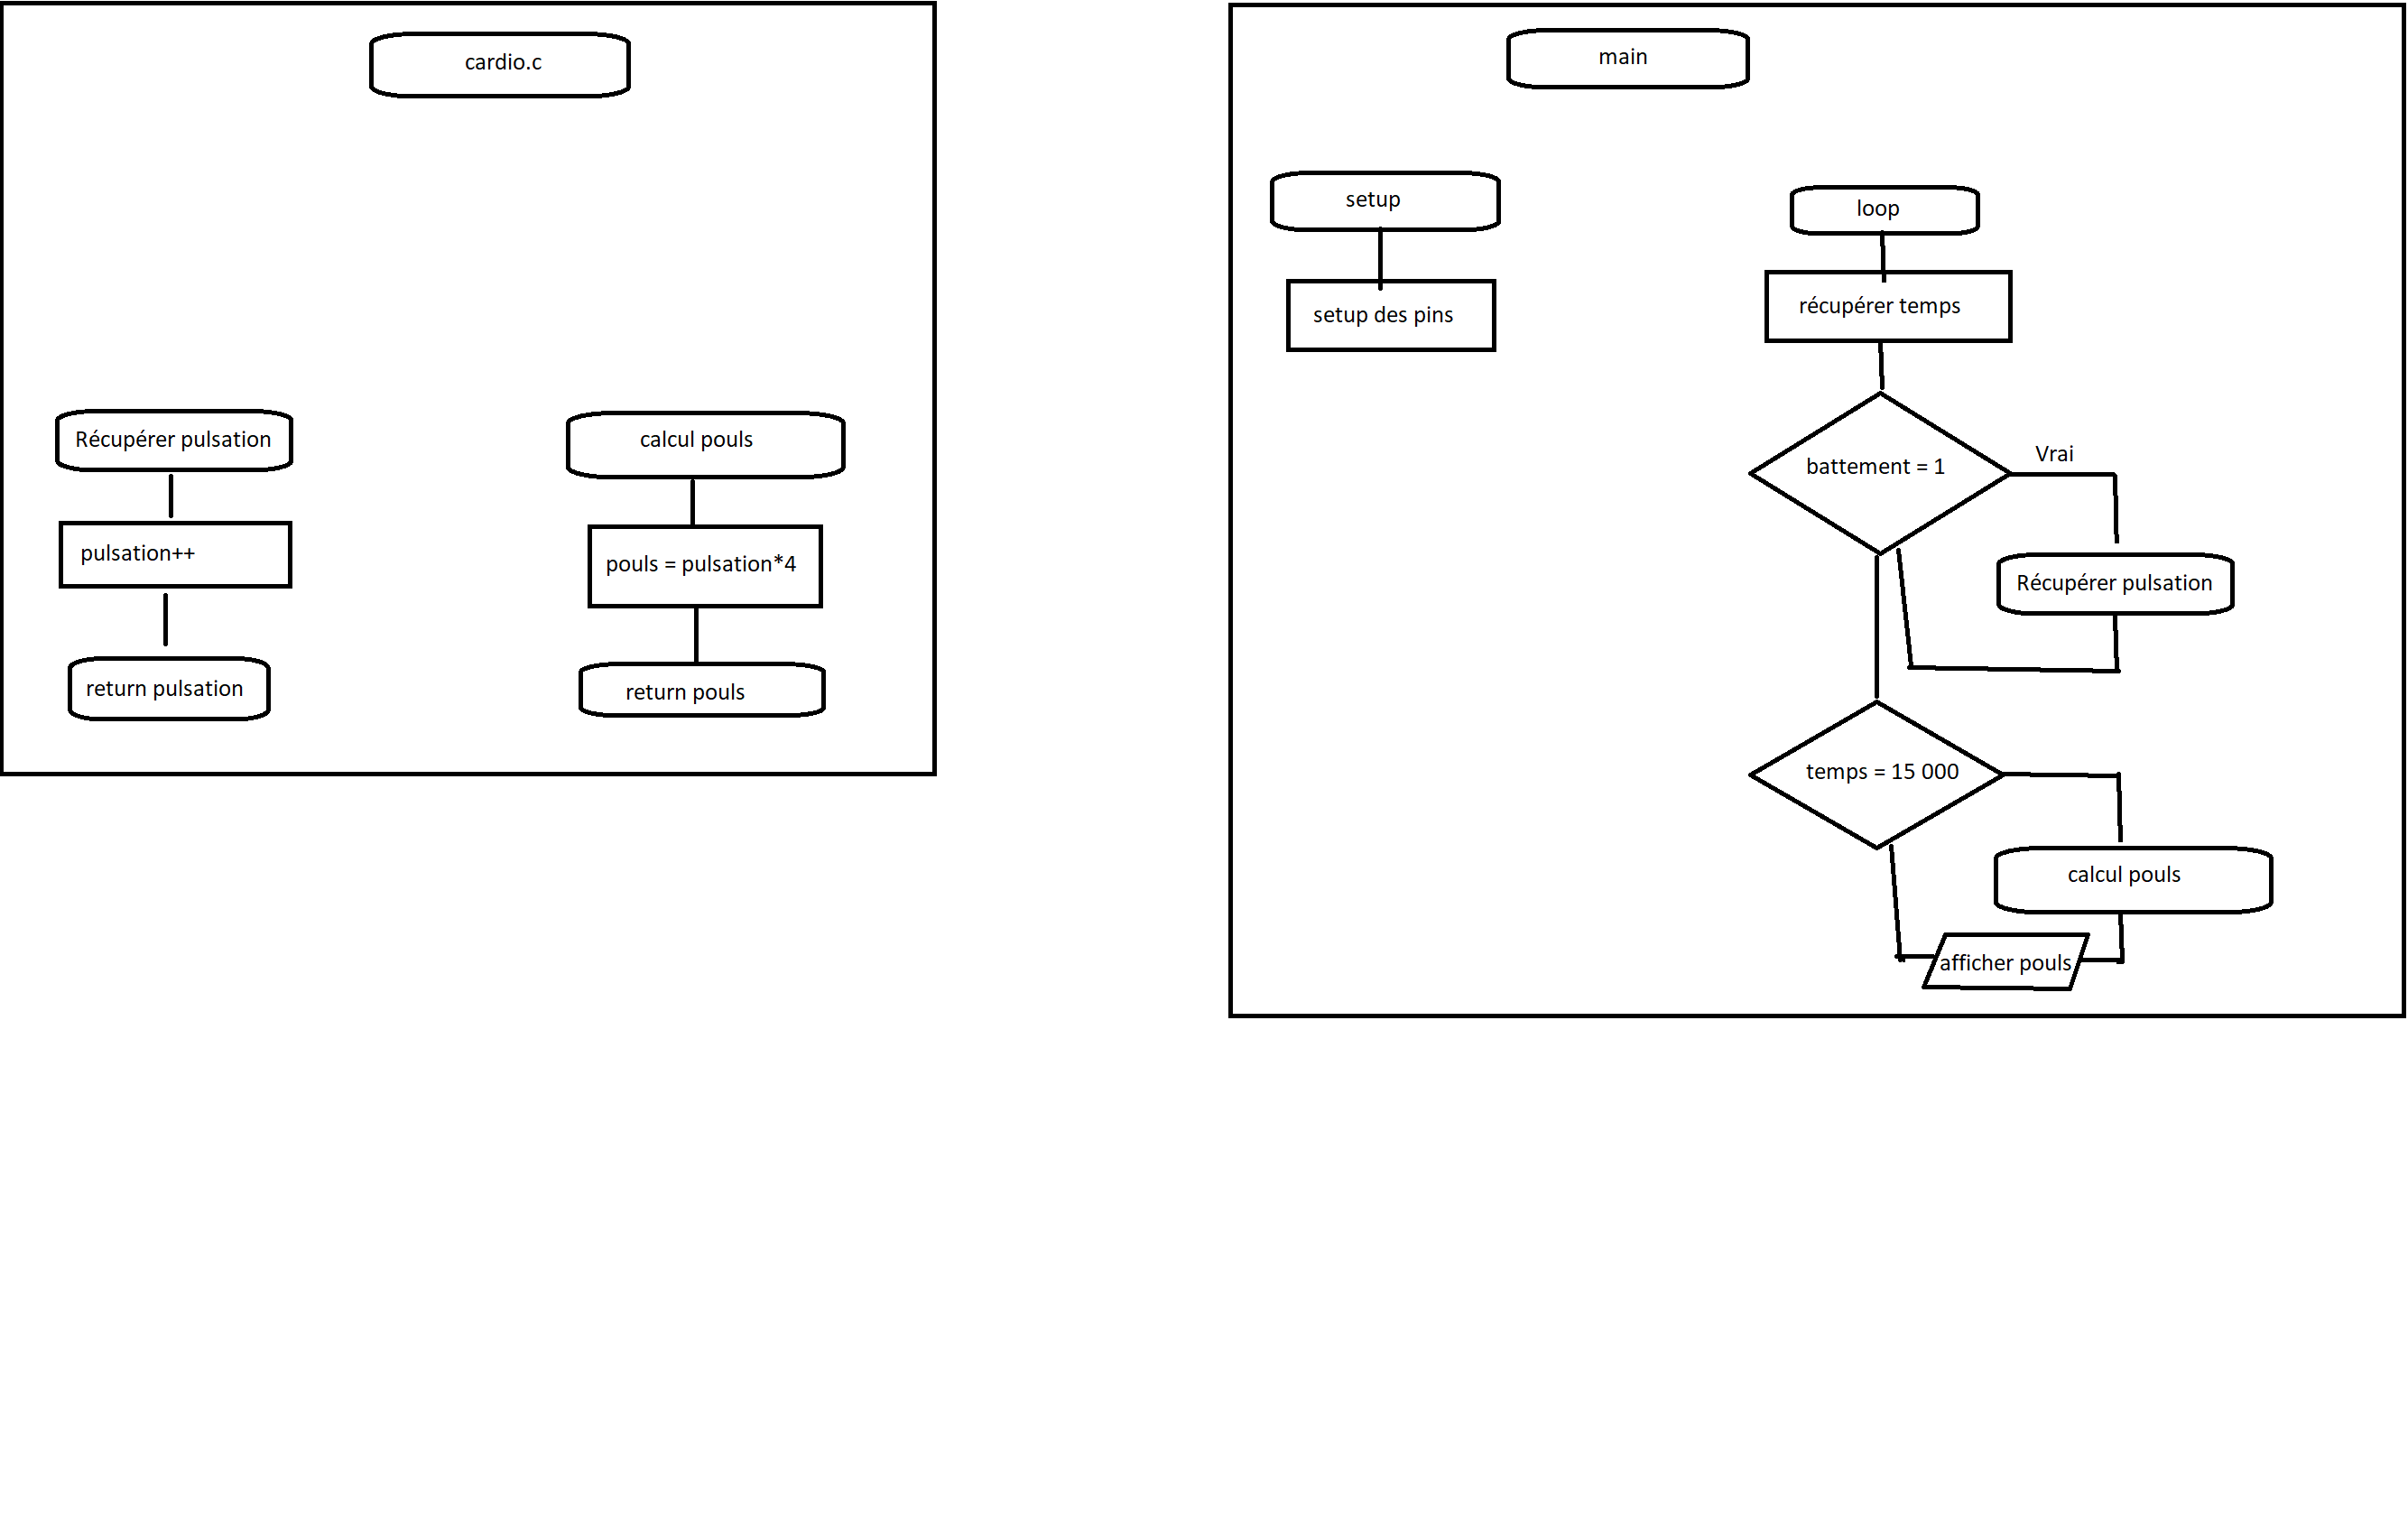 cardio.c
Récupérer pulsation
pulsation++
return pulsation
calcul pouls
pouls = pulsation*4
return pouls
main
setup
setup des pins
loop
récupérer temps
battement = 1
Vrai
Récupérer pulsation
temps = 15 000
calcul pouls
afficher pouls